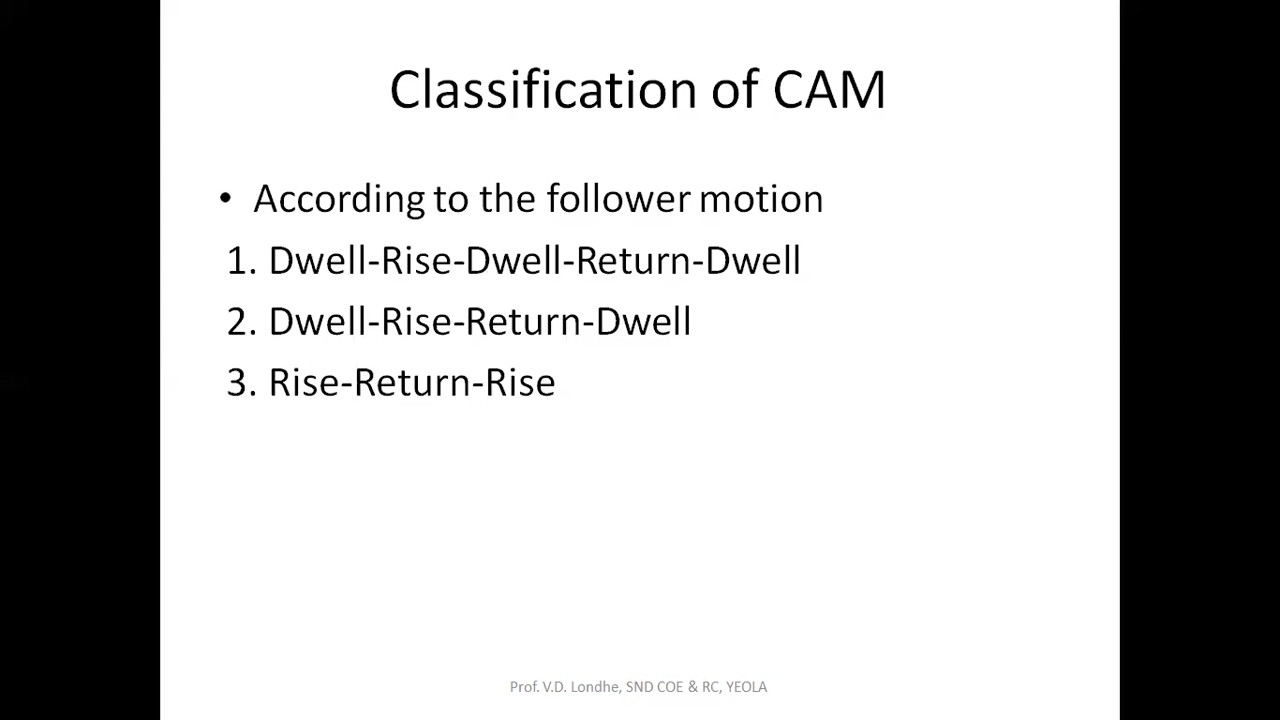 Classification of CAM
• According to the follower motion
1. Dwell-Rise-Dwell-Return-Dwell
2. Dwell-Rise-Return-Dwell
3. Rise-Return-Rise
Prof. V.D. Londhe, SND COE & RC, YEOLA